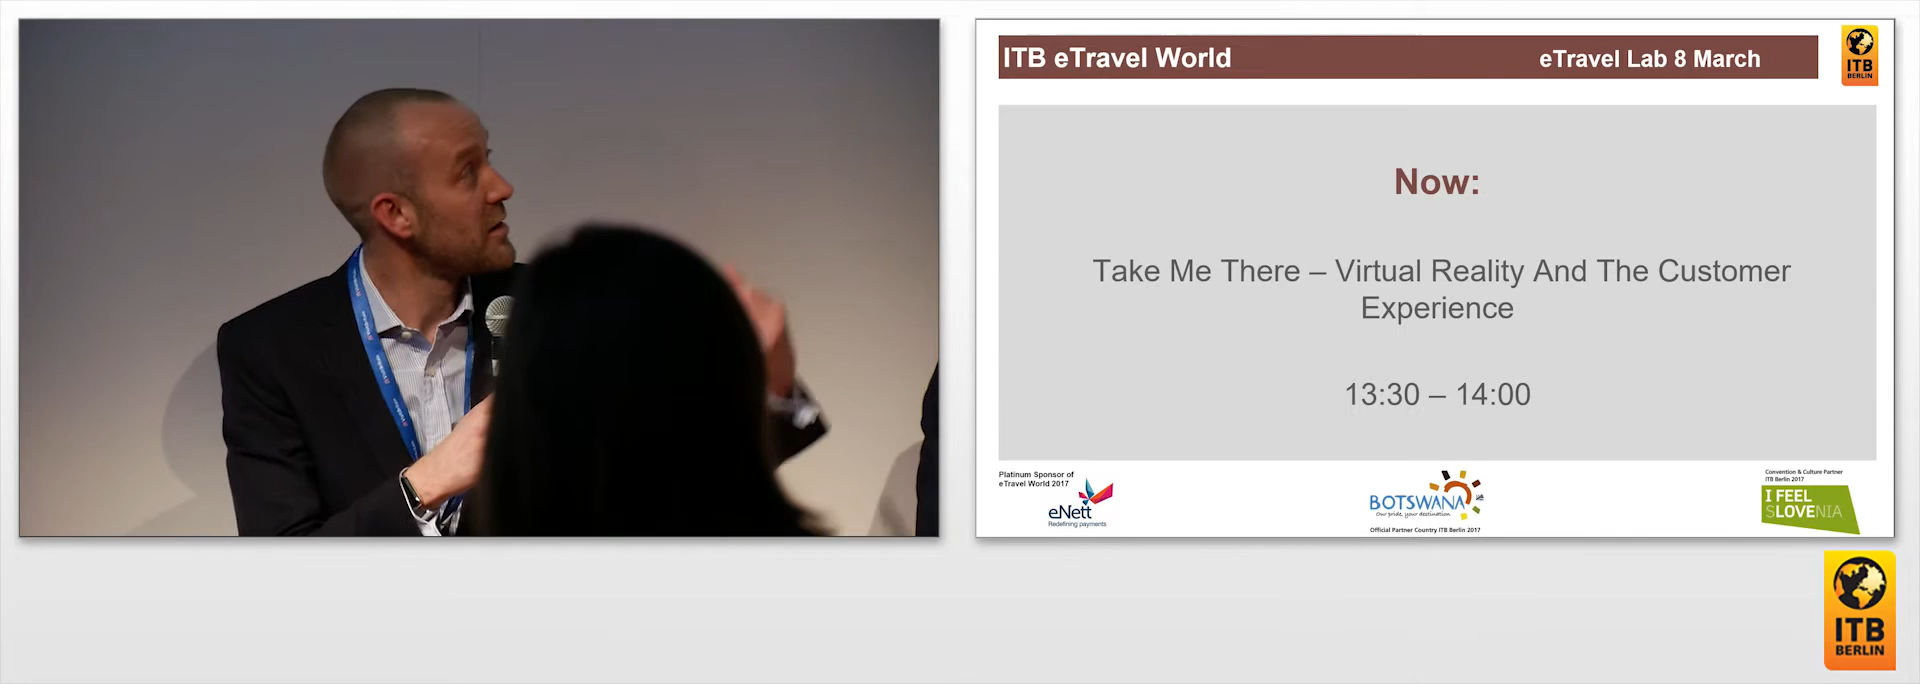 ITB eTravel World
eTravel Lab 8 March
ITB
BERLIN
Now:
Take Me There – Virtual Reality And The Customer
Experience
13:30 – 14:00
Platinum Sponsor of
eTravel World 2017
eNett
Redefining payments
BOTSWANA
Our pride, your destination
Official Partner Country ITB Berlin 2017
Convention & Culture Partner
ITB Berlin 2017
I FEEL
SLOVENIA
ITB
BERLIN